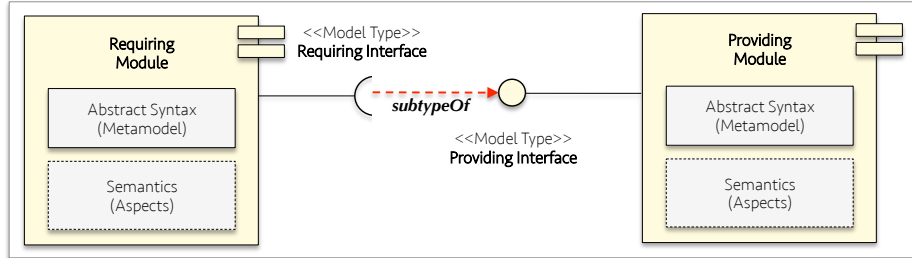 Requiring
Module
Abstract Syntax
(Metamodel)
Semantics
(Aspects)
<<Model Type>>
Requiring Interface
subtypeOf
<<Model Type>>
Providing Interface
Providing
Module
Abstract Syntax
(Metamodel)
Semantics
(Aspects)